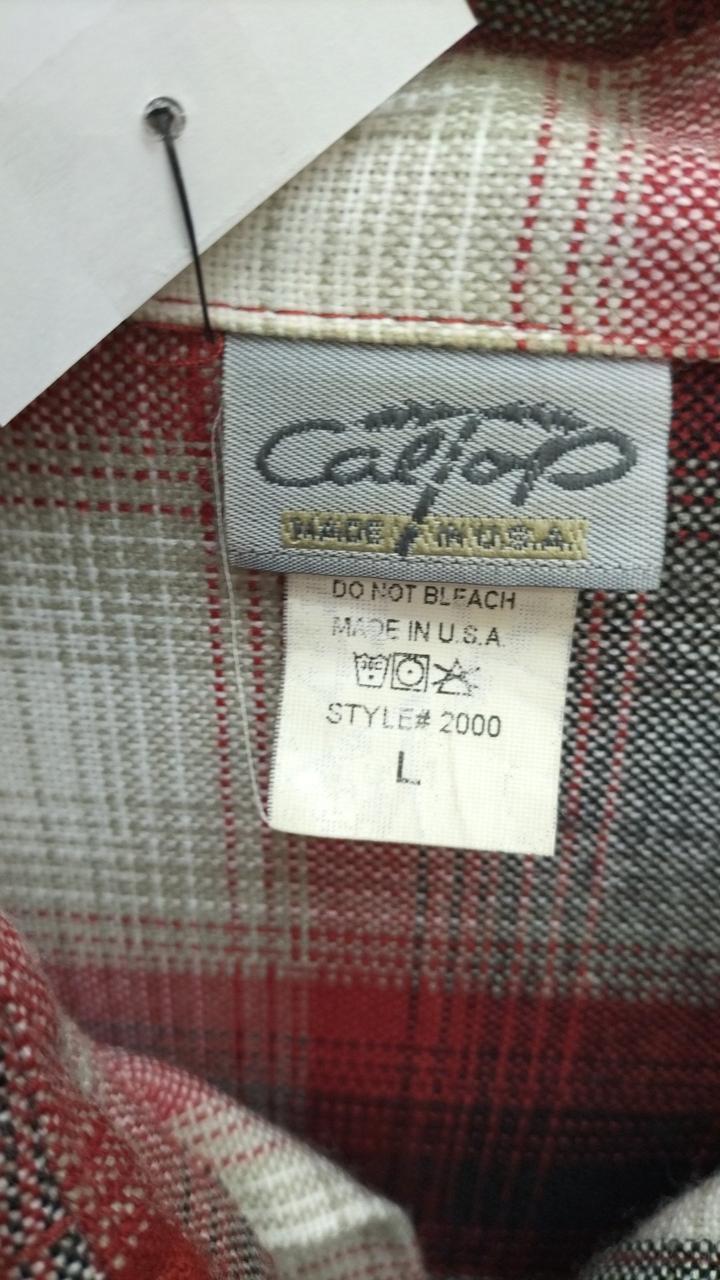 CalTop
MADE IN U.S.A.
DO NOT BLEACH
MADE IN U.S.A.
STYLE# 2000
L